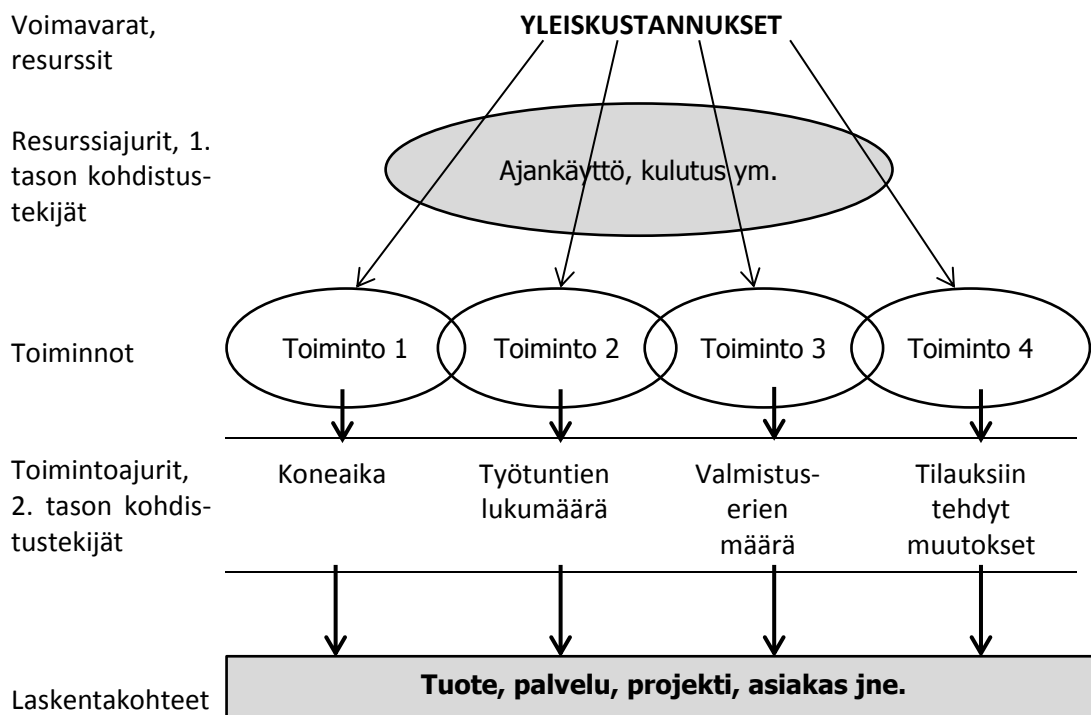 Voimavarat,
resurssit
YLEISKUSTANNUKSET
Resurssiajurit, 1.
tason kohdistus-
tekijät
Ajankäyttö, kulutus ym.
Toiminnot
Toiminto 1
Toiminto 2
Toiminto 3
Toiminto 4
Toimintoajurit,
2. tason kohdis-
tustekijät
Koneaika
Työtuntien
lukumäärä
Valmistus-
erien
määrä
Tilauksiin
tehdyt
muutokset
Laskentakohteet
Tuote, palvelu, projekti, asiakas jne.